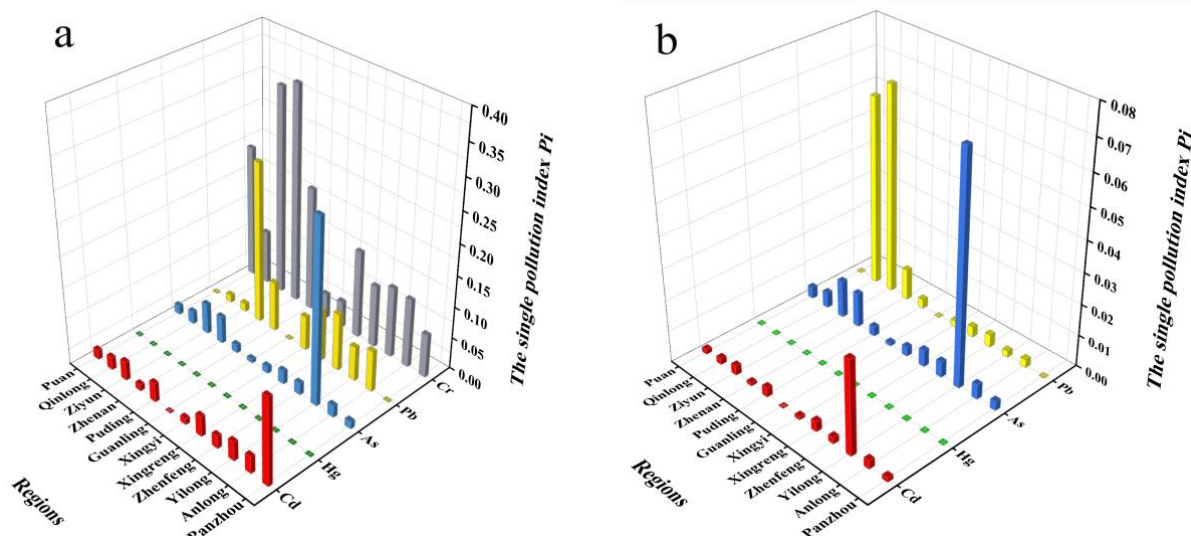 a
0.40
0.35
0.30
0.25
0.20
0.15
0.10
0.05
0.00
The single pollution index Pi
Cr
Pb
As
Hg
Cd
Puan
Qinlong
Ziyun
Zhenan
Puding
Guanling
Xingyi
Xingreng
Zhenfeng
Yilong
Anlong
Panzhou
Regions
b
0.08
0.07
0.06
0.05
0.04
0.03
0.02
0.01
0.00
The single pollution index Pi
Pb
As
Hg
Cd
Puan
Qinlong
Ziyun
Zhenan
Puding
Guanling
Xingyi
Xingreng
Zhenfeng
Yilong
Anlong
Panzhou
Regions